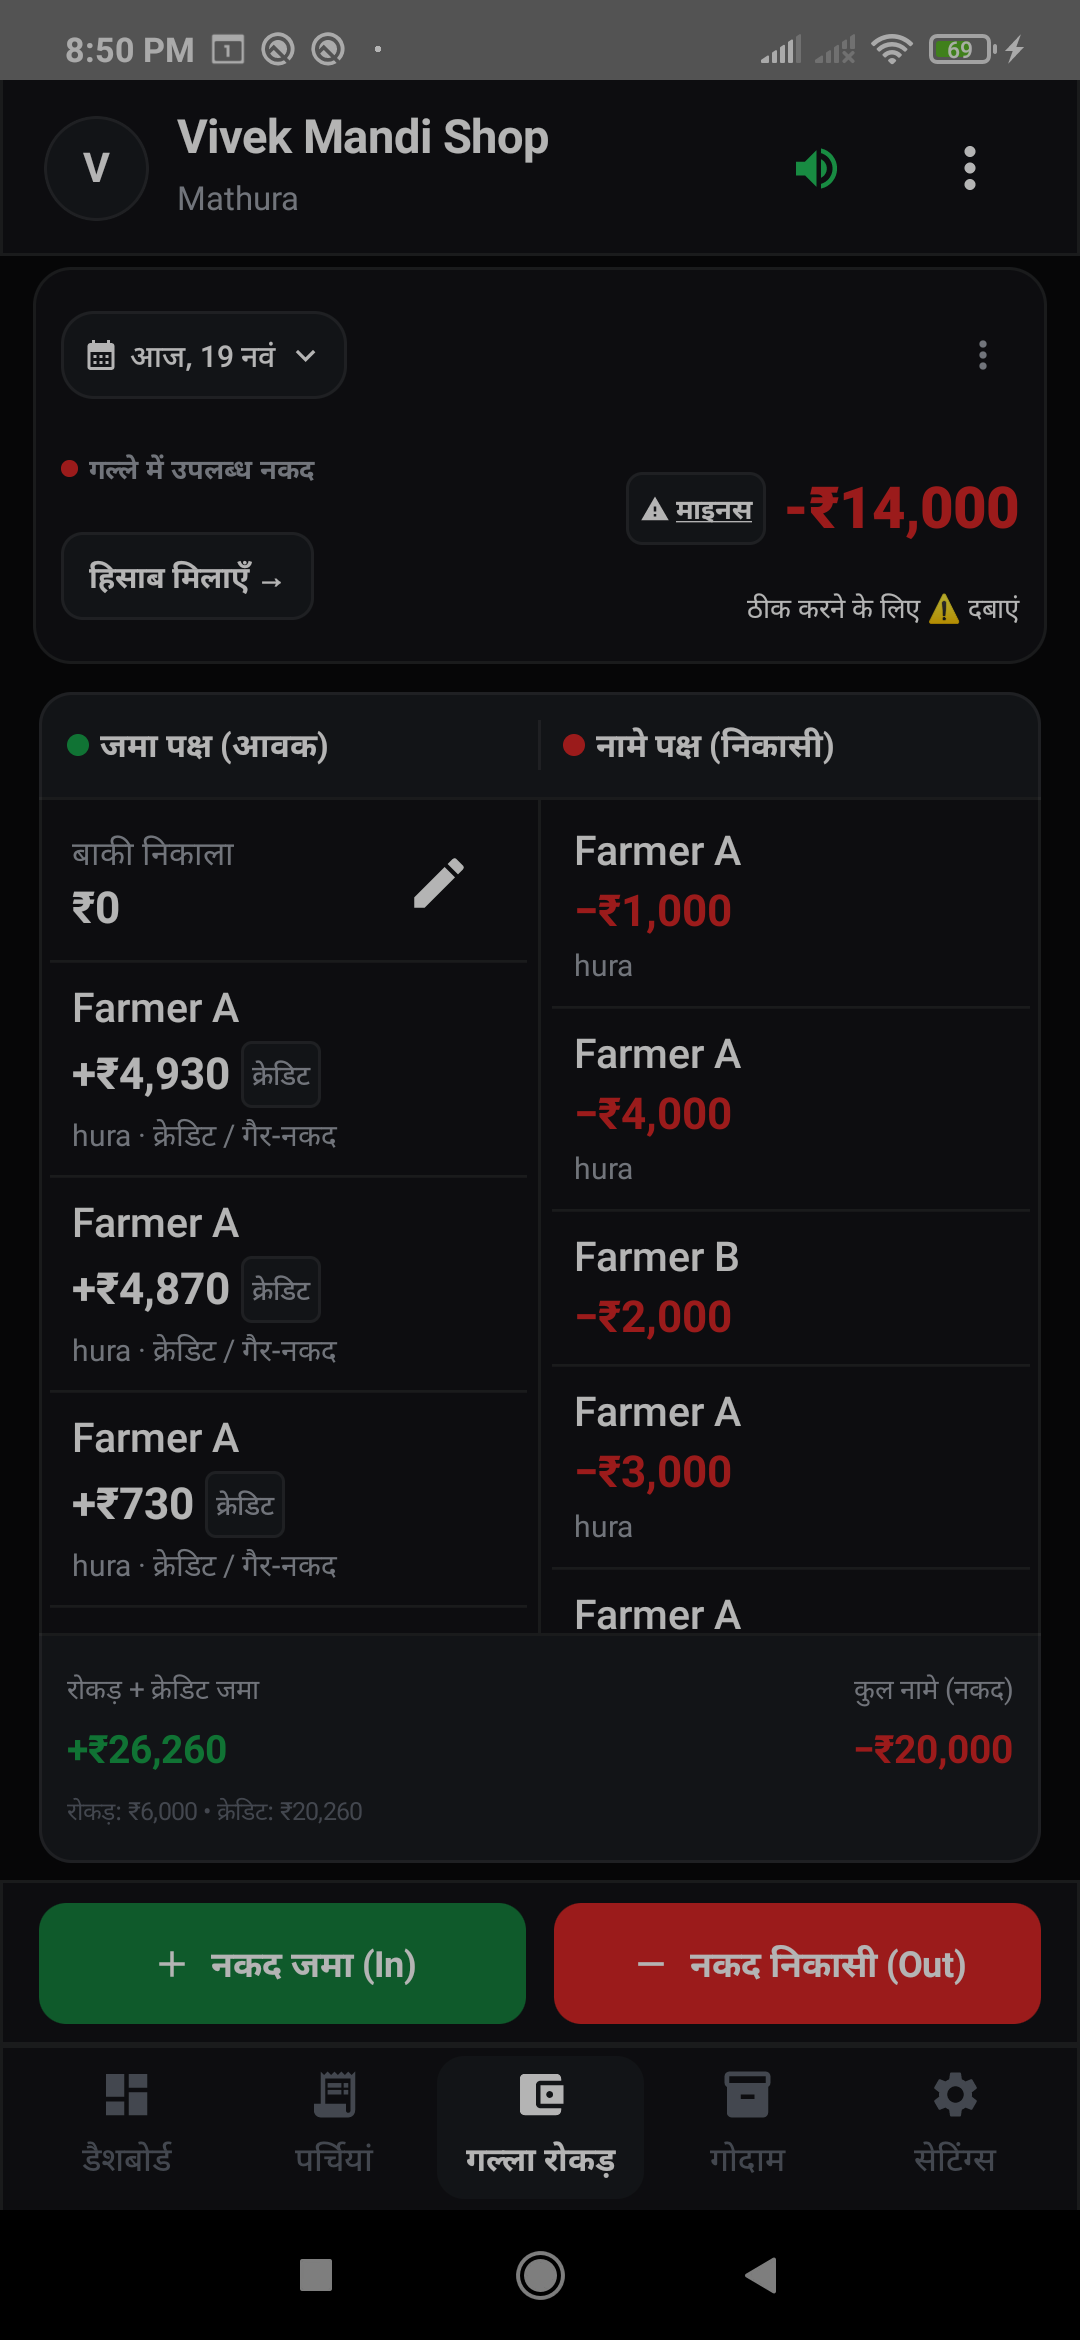 8:50 PM
1
69
V
Vivek Mandi Shop
Mathura
आज, 19 नवं
गल्ले में उपलब्ध नकद
माइनस
-₹14,000
हिसाब मिलाएँ →
ठीक करने के लिए ⚠️ दबाएं
जमा पक्ष (आवक)
नामे पक्ष (निकासी)
बाकी निकाला
₹0
Farmer A
+₹4,930 क्रेडिट
hura · क्रेडिट / गैर-नकद
Farmer A
+₹4,870 क्रेडिट
hura · क्रेडिट / गैर-नकद
Farmer A
+₹730 क्रेडिट
hura · क्रेडिट / गैर-नकद
Farmer A
−₹1,000
hura
Farmer A
−₹4,000
hura
Farmer B
−₹2,000
Farmer A
−₹3,000
hura
Farmer A
रोकड़ + क्रेडिट जमा
+₹26,260
रोकड़: ₹6,000 • क्रेडिट: ₹20,260
कुल नामे (नकद)
−₹20,000
+ नकद जमा (In)
− नकद निकासी (Out)
डैशबोर्ड
पर्चियां
गल्ला रोकड़
गोदाम
सेटिंग्स